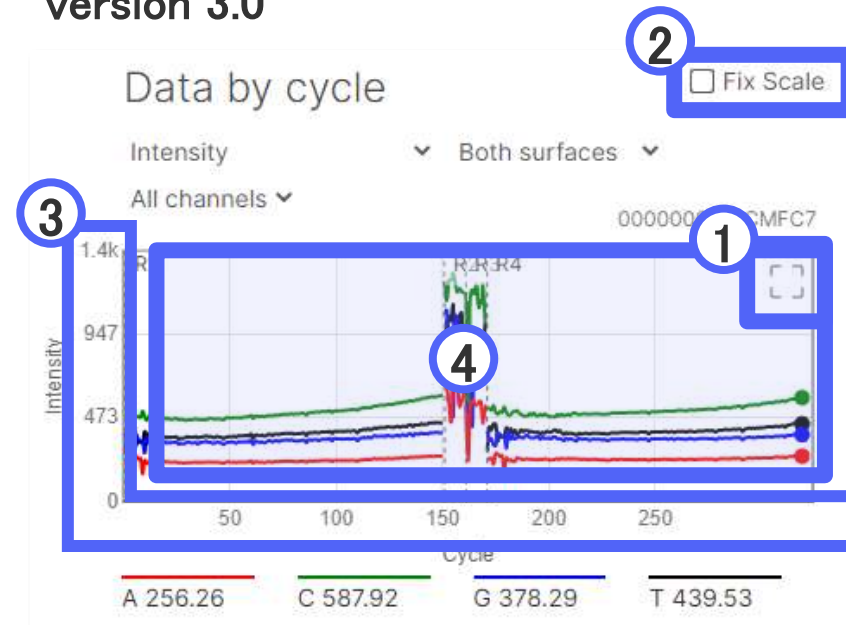 version 3.0
2
Data by cycle
Fix Scale
Intensity
Both surfaces
All channels
3
1
CMFC7
1.4k
R
R4
947
4
Intensity
473
0
50 100 150 200 250
Cycle
A 256.26 C 587.92 G 378.29 T 439.53